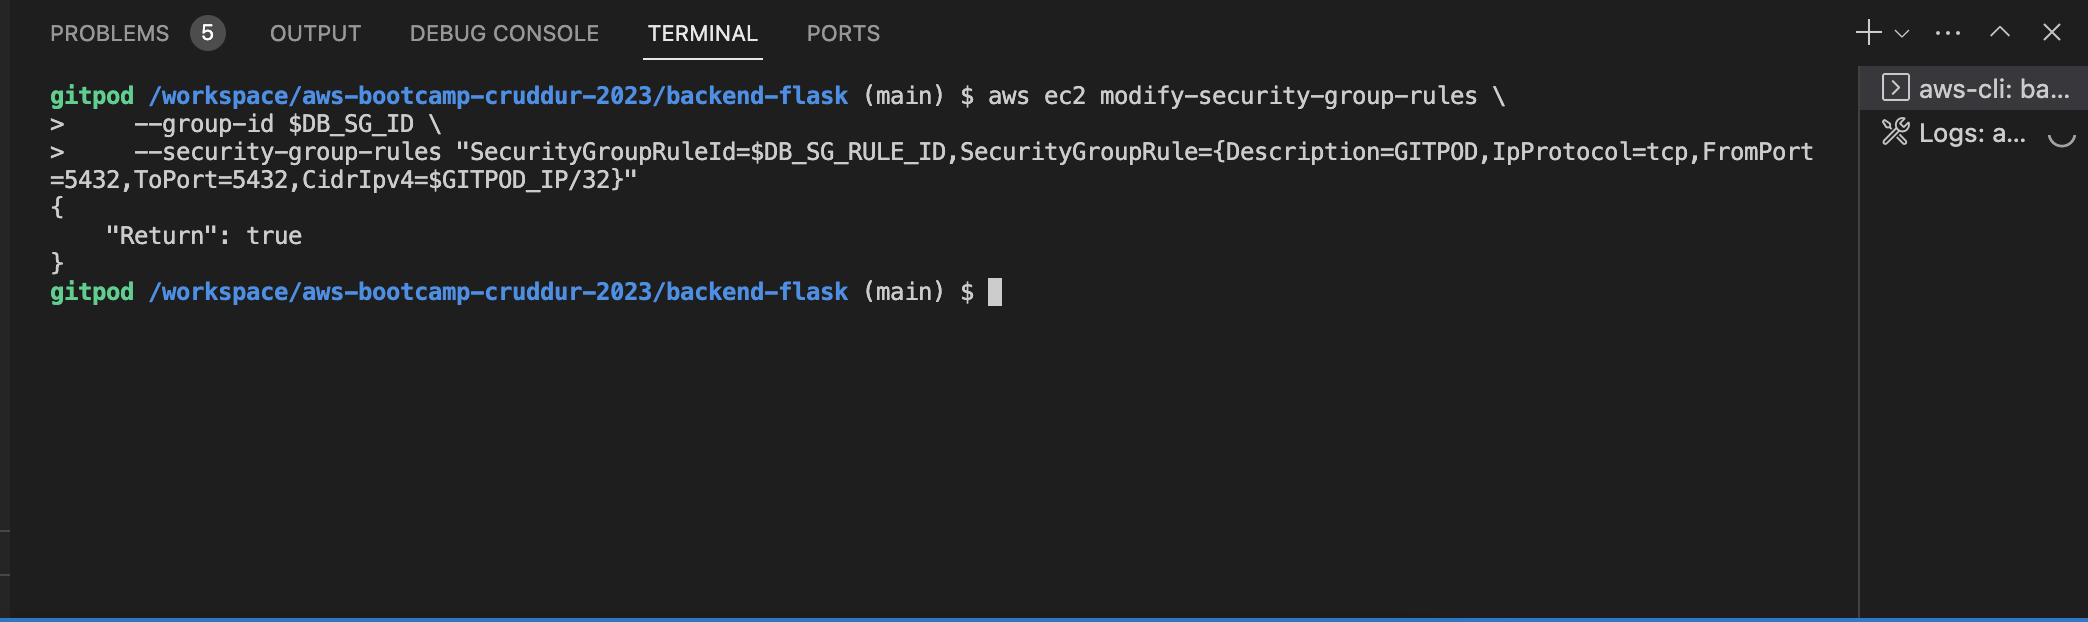 PROBLEMS 5 OUTPUT DEBUG CONSOLE TERMINAL PORTS
gitpod /workspace/aws-bootcamp-cruddur-2023/backend-flask (main) $ aws ec2 modify-security-group-rules \
>     --group-id $DB_SG_ID \
>     --security-group-rules "SecurityGroupRuleId=$DB_SG_RULE_ID,SecurityGroupRule={Description=GITPOD,IpProtocol=tcp,FromPort
=5432,ToPort=5432,CidrIpv4=$GITPOD_IP/32}"
{
    "Return": true
}
gitpod /workspace/aws-bootcamp-cruddur-2023/backend-flask (main) $
aws-cli: ba...
Logs: a...